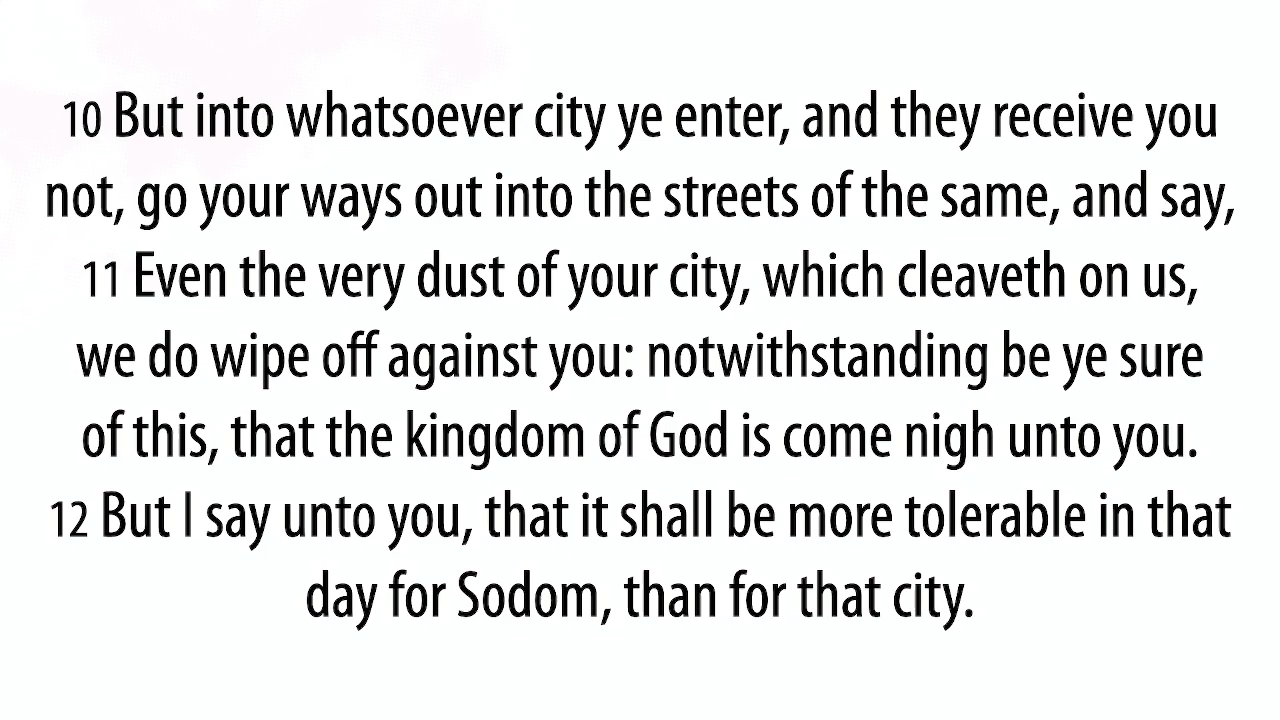 10 But into whatsoever city ye enter, and they receive you
not, go your ways out into the streets of the same, and say,
11 Even the very dust of your city, which cleaveth on us,
we do wipe off against you: notwithstanding be ye sure
of this, that the kingdom of God is come nigh unto you.
12 But I say unto you, that it shall be more tolerable in that
day for Sodom, than for that city.